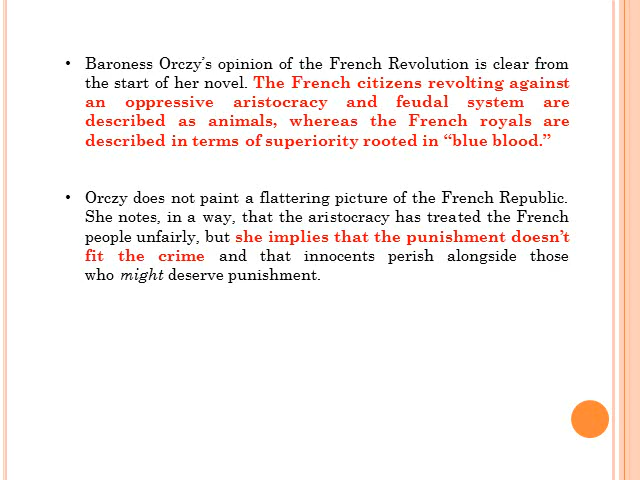 • Baroness Orczy's opinion of the French Revolution is clear from
the start of her novel. The French citizens revolting against
an oppressive aristocracy and feudal system are
described as animals, whereas the French royals are
described in terms of superiority rooted in “blue blood.”
• Orczy does not paint a flattering picture of the French Republic.
She notes, in a way, that the aristocracy has treated the French
people unfairly, but she implies that the punishment doesn't
fit the crime and that innocents perish alongside those
who might deserve punishment.